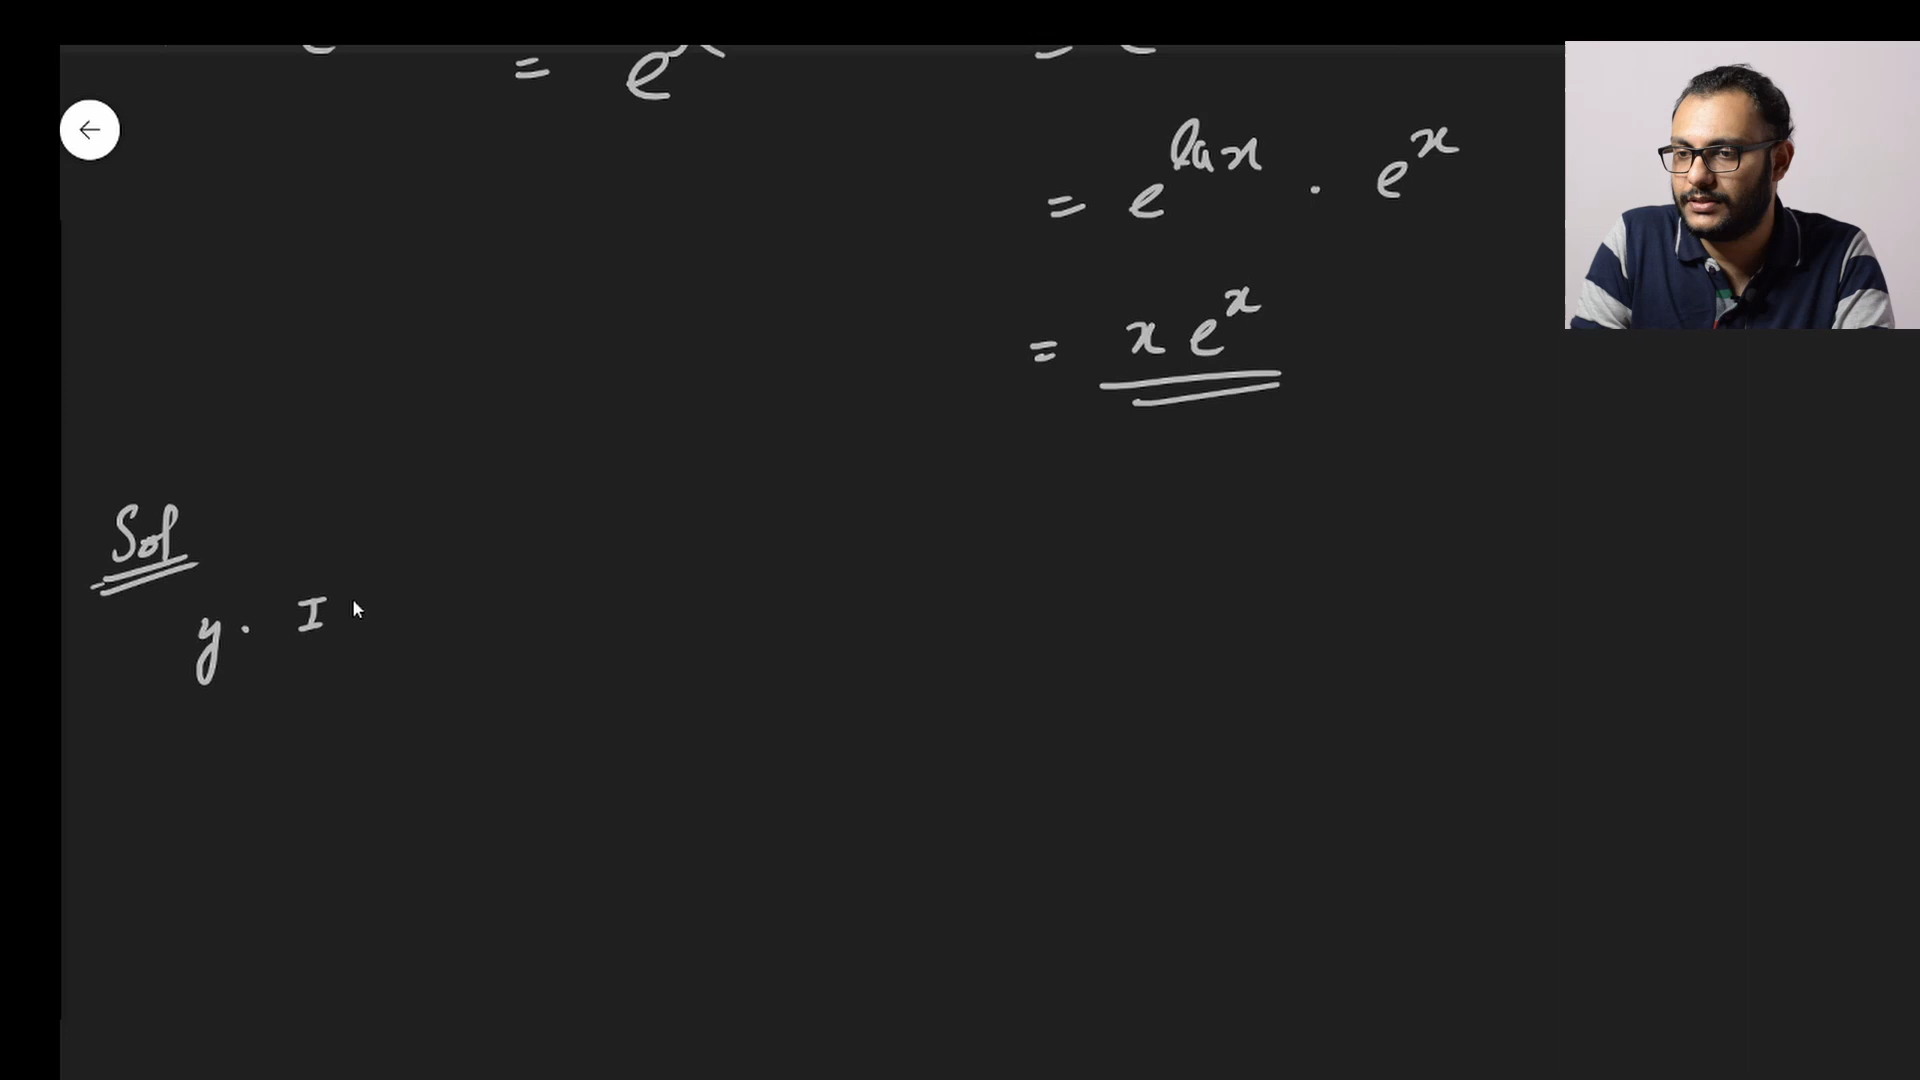 = e
= e^{ln x} . e^x
= x e^x
Sol
y. I